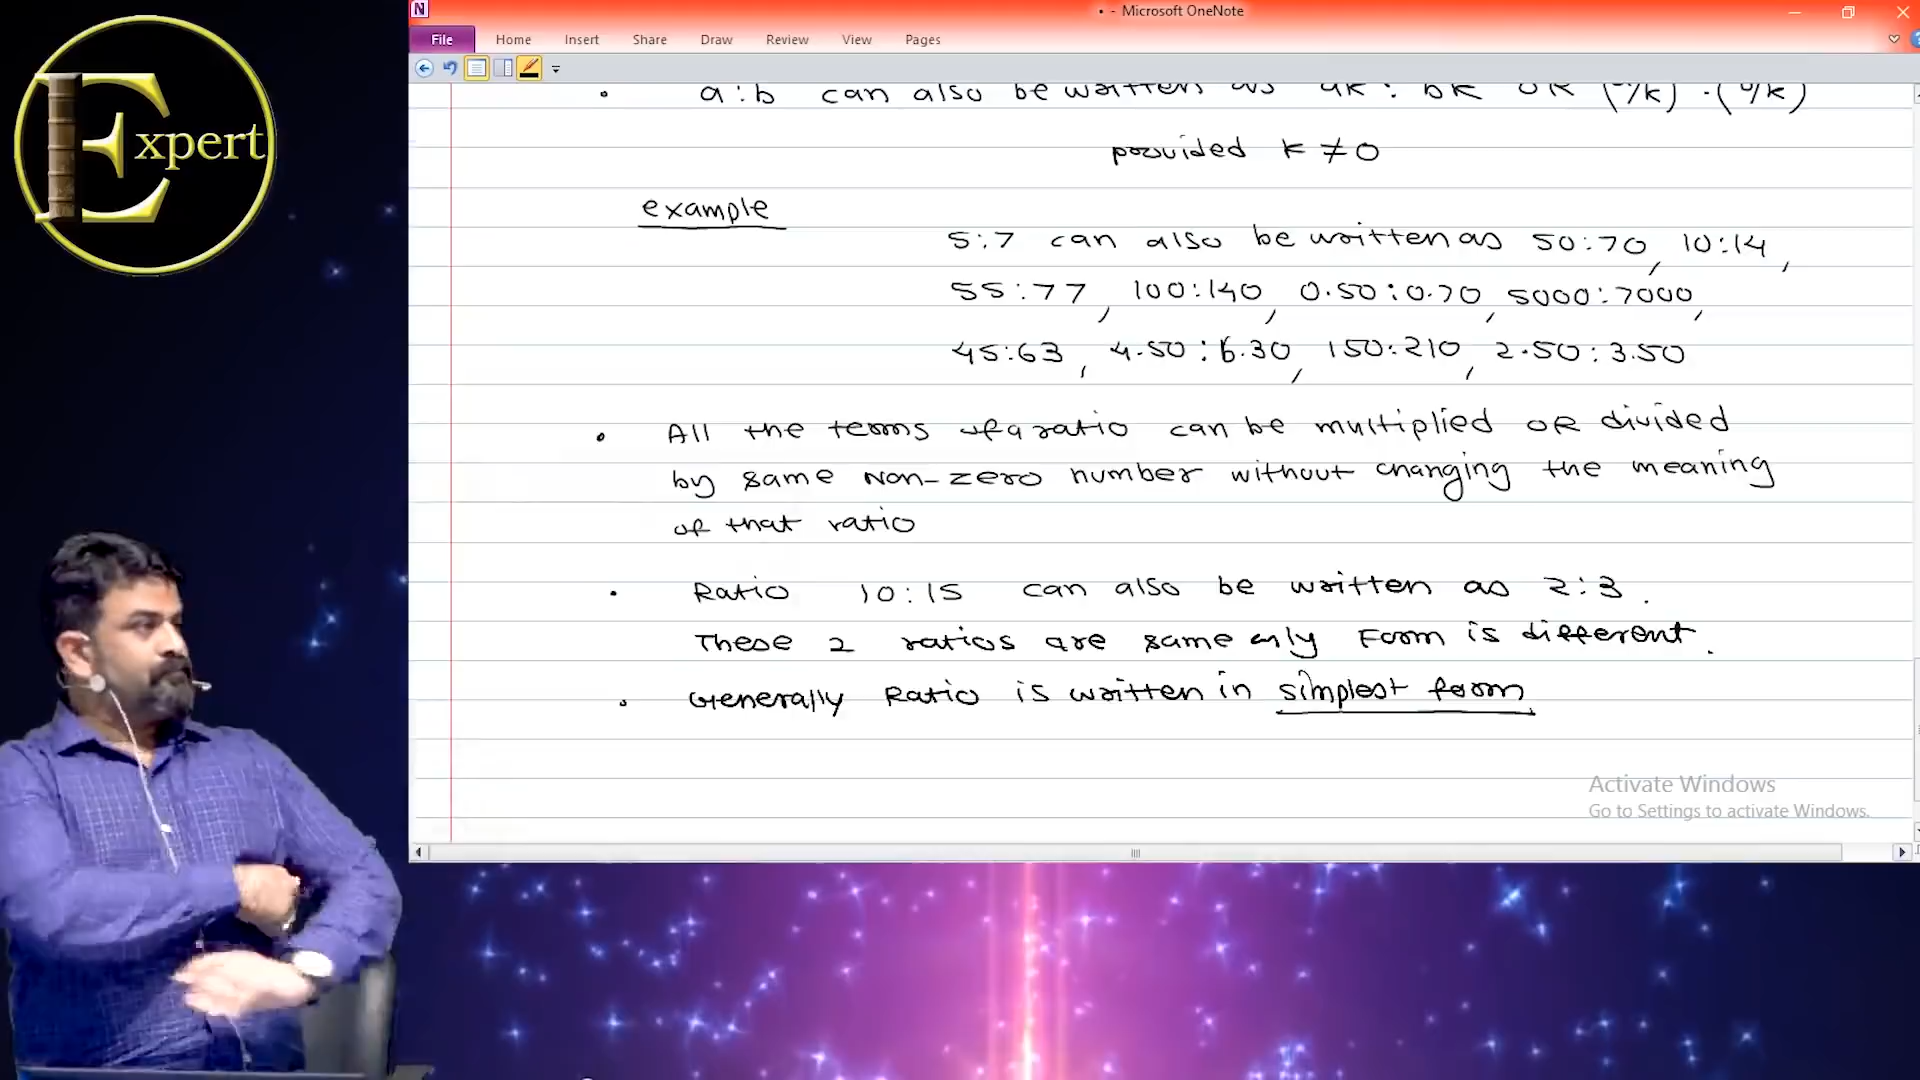 Expert
• - Microsoft OneNote
File Home Insert Share Draw Review View Pages
• a:b can also be written as ak : bk OR (a/k) : (b/k)
provided k ≠ 0
example
5:7 can also be written as 50:70, 10:14,
55:77, 100:140, 0.50:0.70, 5000:7000,
45:63, 4.50:6.30, 150:210, 2.50:3.50
• All the terms of a ratio can be multiplied OR divided
by same Non-zero number without changing the meaning
of that ratio
• Ratio 10:15 can also be written as 2:3.
These 2 ratios are same only Form is different.
• Generally Ratio is written in simplest form
Activate Windows
Go to Settings to activate Windows.